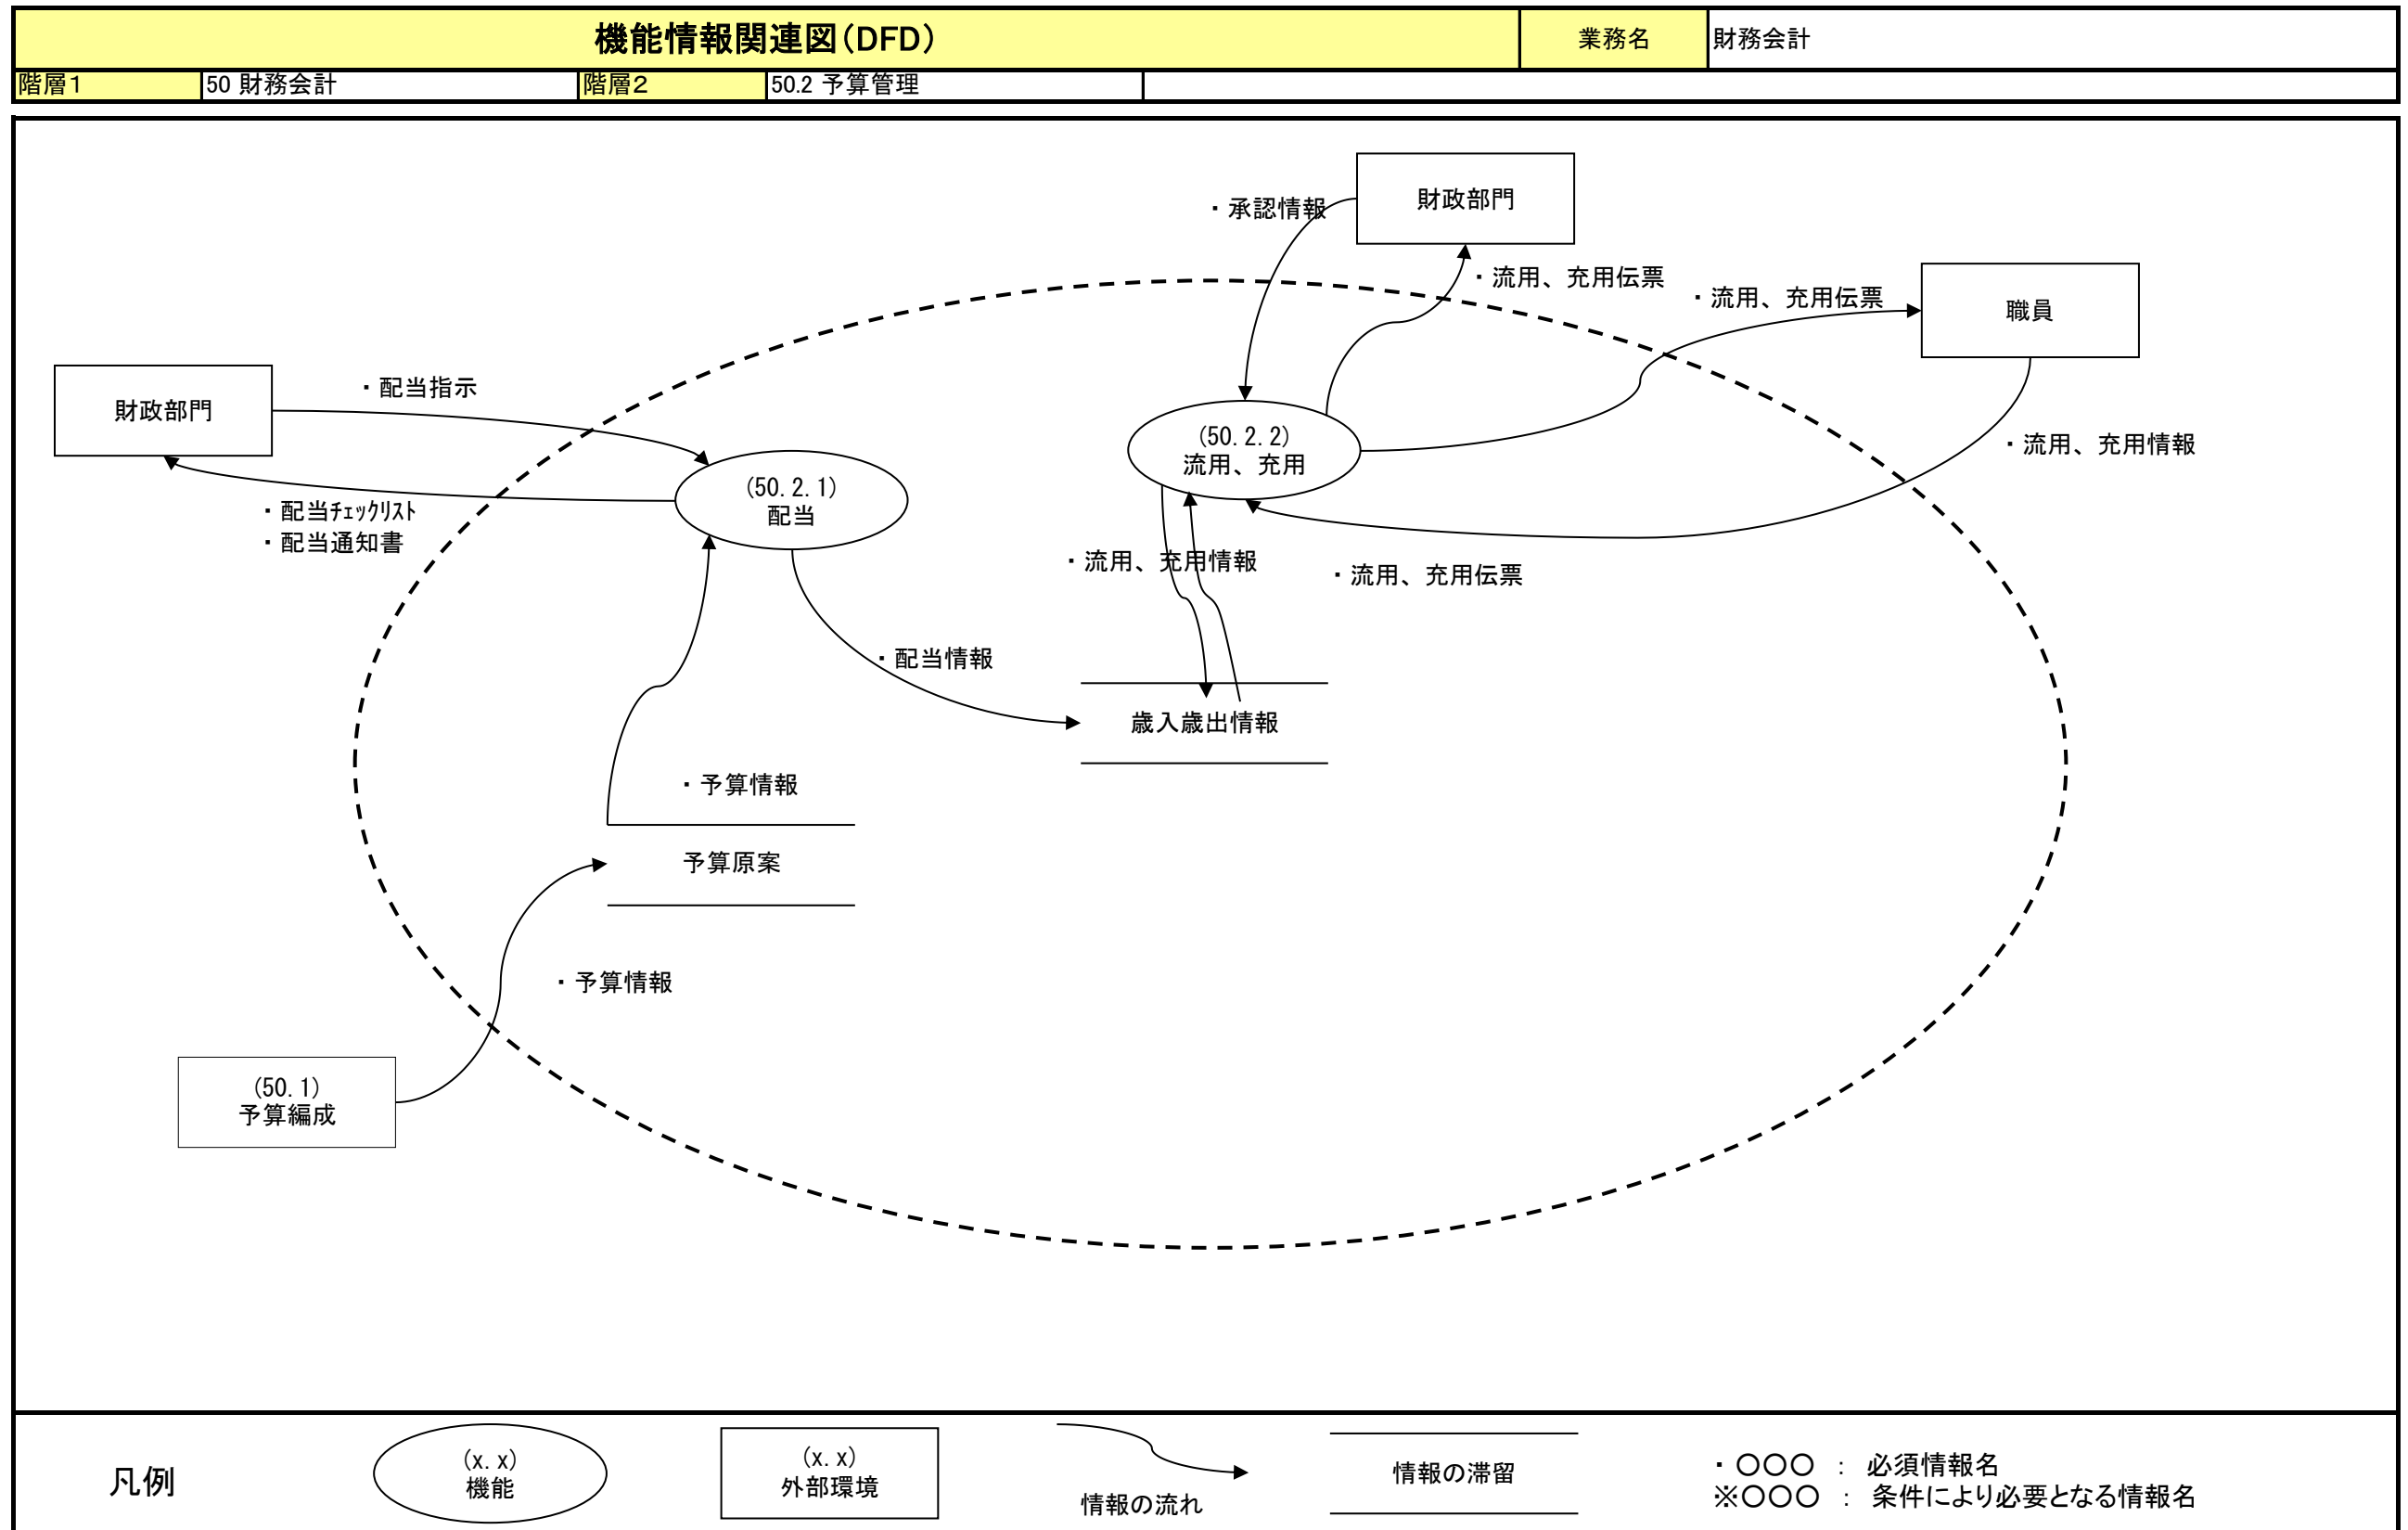 機能情報関連図（DFD）
業務名
財務会計
階層１
50 財務会計
階層２
50.2 予算管理
財政部門
・承認情報
・流用、充用伝票
・流用、充用伝票
職員
財政部門
・配当指示
(50.2.2)
流用、充用
・流用、充用情報
(50.2.1)
配当
・配当ﾁｪｯｸﾘｽﾄ
・配当通知書
・流用、充用情報
・流用、充用伝票
・配当情報
歳入歳出情報
・予算情報
予算原案
・予算情報
(50.1)
予算編成
凡例
(x.x)
機能
(x.x)
外部環境
情報の流れ
情報の滞留
・○○○ ： 必須情報名
※○○○ ： 条件により必要となる情報名